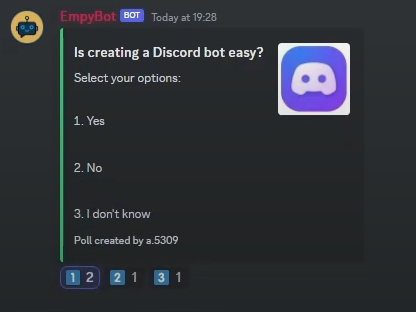 EmpyBot BOT Today at 19:28
Is creating a Discord bot easy?
Select your options:
1. Yes
2. No
3. I don't know
Poll created by a.5309
1 2 2 1 3 1